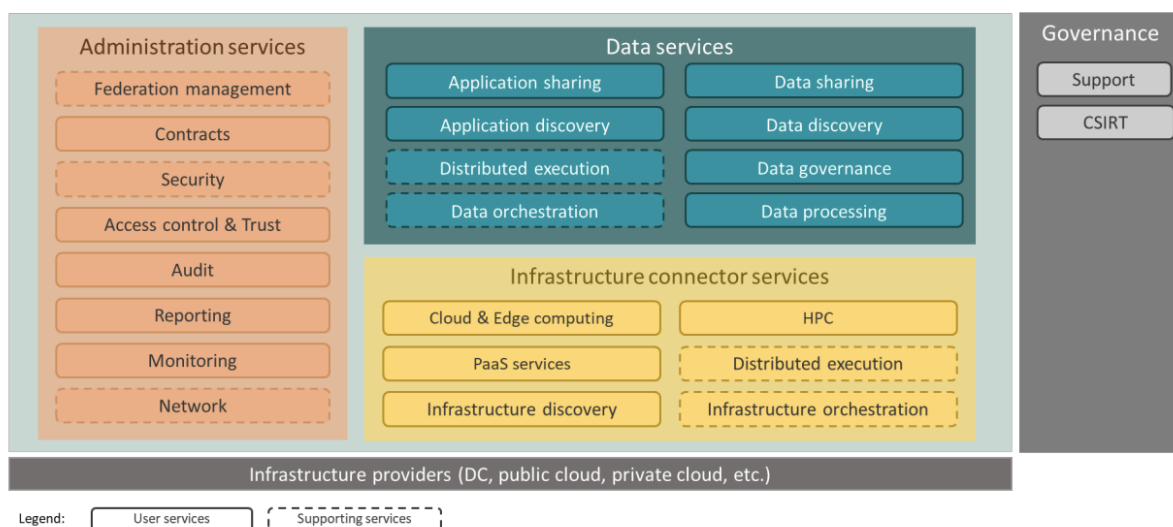 Administration services
Federation management
Contracts
Security
Access control & Trust
Audit
Reporting
Monitoring
Network
Data services
Application sharing
Data sharing
Application discovery
Data discovery
Distributed execution
Data governance
Data orchestration
Data processing
Infrastructure connector services
Cloud & Edge computing
HPC
PaaS services
Distributed execution
Infrastructure discovery
Infrastructure orchestration
Governance
Support
CSIRT
Infrastructure providers (DC, public cloud, private cloud, etc.)
Legend:
User services
Supporting services